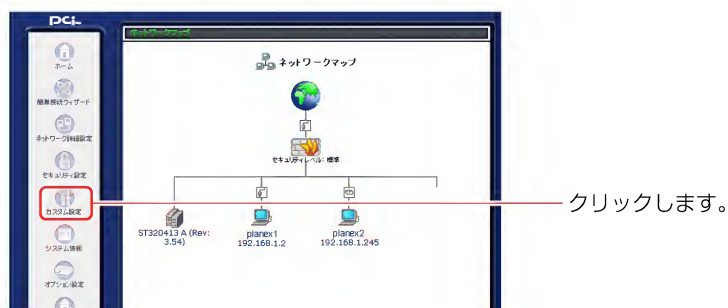 PCi
ネットワークマップ
ネットワークマップ
ホーム
簡単接続ウィザード
ネットワーク詳細設定
セキュリティ設定
カスタム設定
システム情報
オプション設定
セキュリティレベル: 標準
ST320413 A (Rev:
3.54)
planex1
192.168.1.2
planex2
192.168.1.245
クリックします。